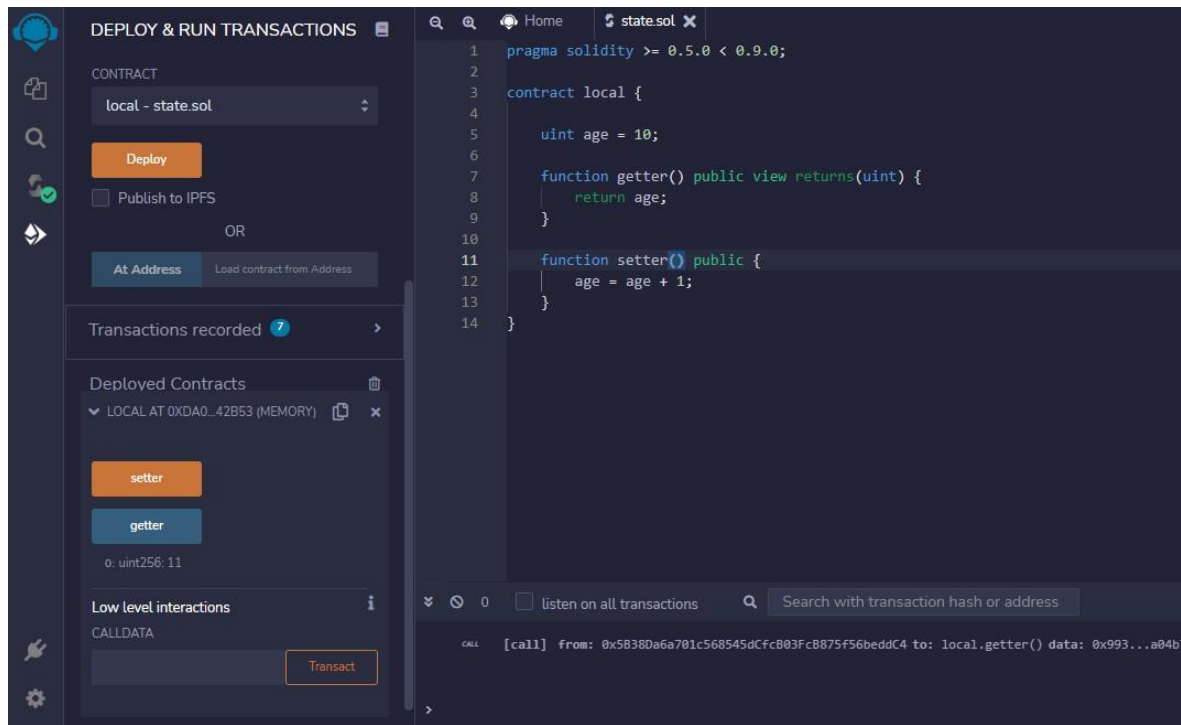 DEPLOY & RUN TRANSACTIONS
CONTRACT
local - state.sol
Deploy
Publish to IPFS
OR
At Address Load contract from Address
Transactions recorded 7
Deployed Contracts
LOCAL AT 0XDA0...42B53 (MEMORY)
setter
getter
0: uint256: 11
Low level interactions
CALLDATA
Transact
Home state.sol
1 pragma solidity >= 0.5.0 < 0.9.0;
2
3 contract local {
4
5 uint age = 10;
6
7 function getter() public view returns(uint) {
8 return age;
9 }
10
11 function setter() public {
12 age = age + 1;
13 }
14 }
0 listen on all transactions Search with transaction hash or address
CALL [call] from: 0x5B38Da6a701c568545dCfcB03FcB875f56beddC4 to: local.getter() data: 0x993...a04b
>